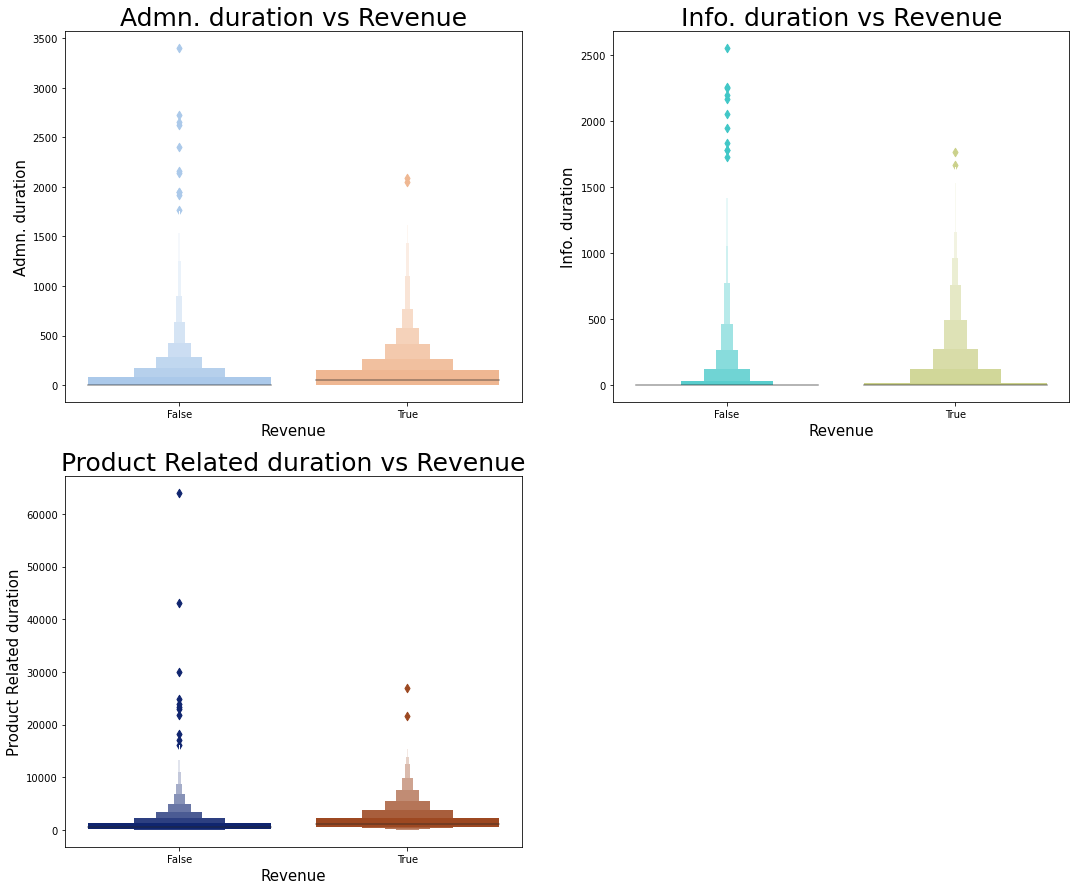 Admn. duration vs Revenue
3500
3000
2500
2000
1500
1000
500
0
Admn. duration
False
True
Revenue
Info. duration vs Revenue
2500
2000
1500
1000
500
0
Info. duration
False
True
Revenue
Product Related duration vs Revenue
60000
50000
40000
30000
20000
10000
0
Product Related duration
False
True
Revenue